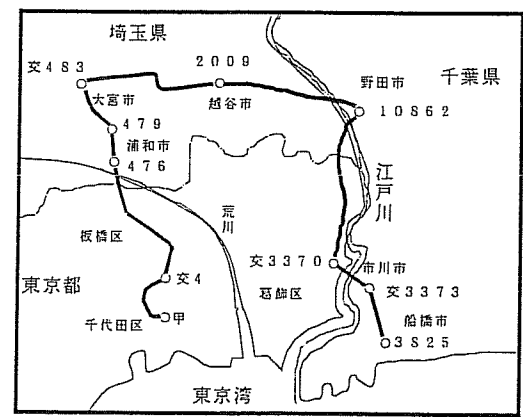 埼玉県
交483
2009
野田市
千葉県
大宮市
越谷市
10862
479
浦和市
476
江戸川
荒川
板橋区
交3370
市川市
交4
葛飾区
交3373
東京都
船橋市
千代田区
甲
3825
東京湾